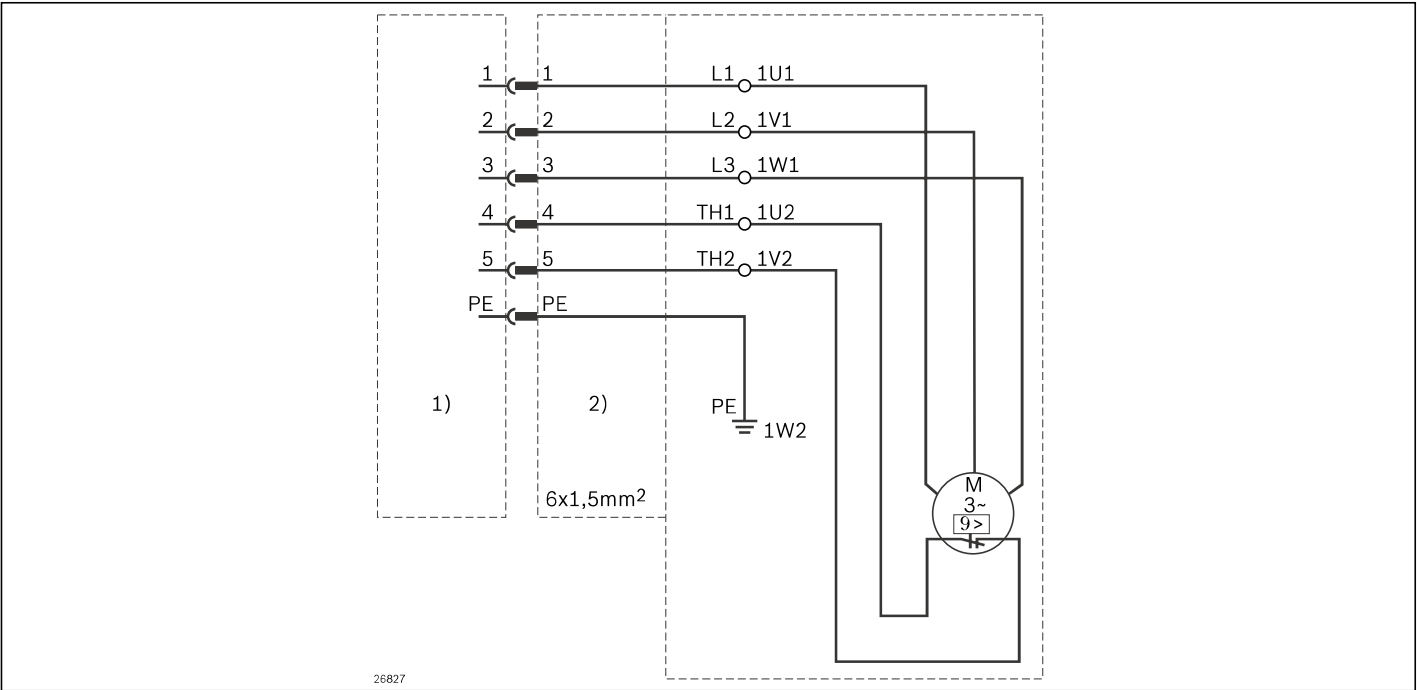 1 1 L1 1U1
2 2 L2 1V1
3 3 L3 1W1
4 4 TH1 1U2
5 5 TH2 1V2
PE PE
1) 2) PE
1W2
M
3~
9>
6x1,5mm²
26827